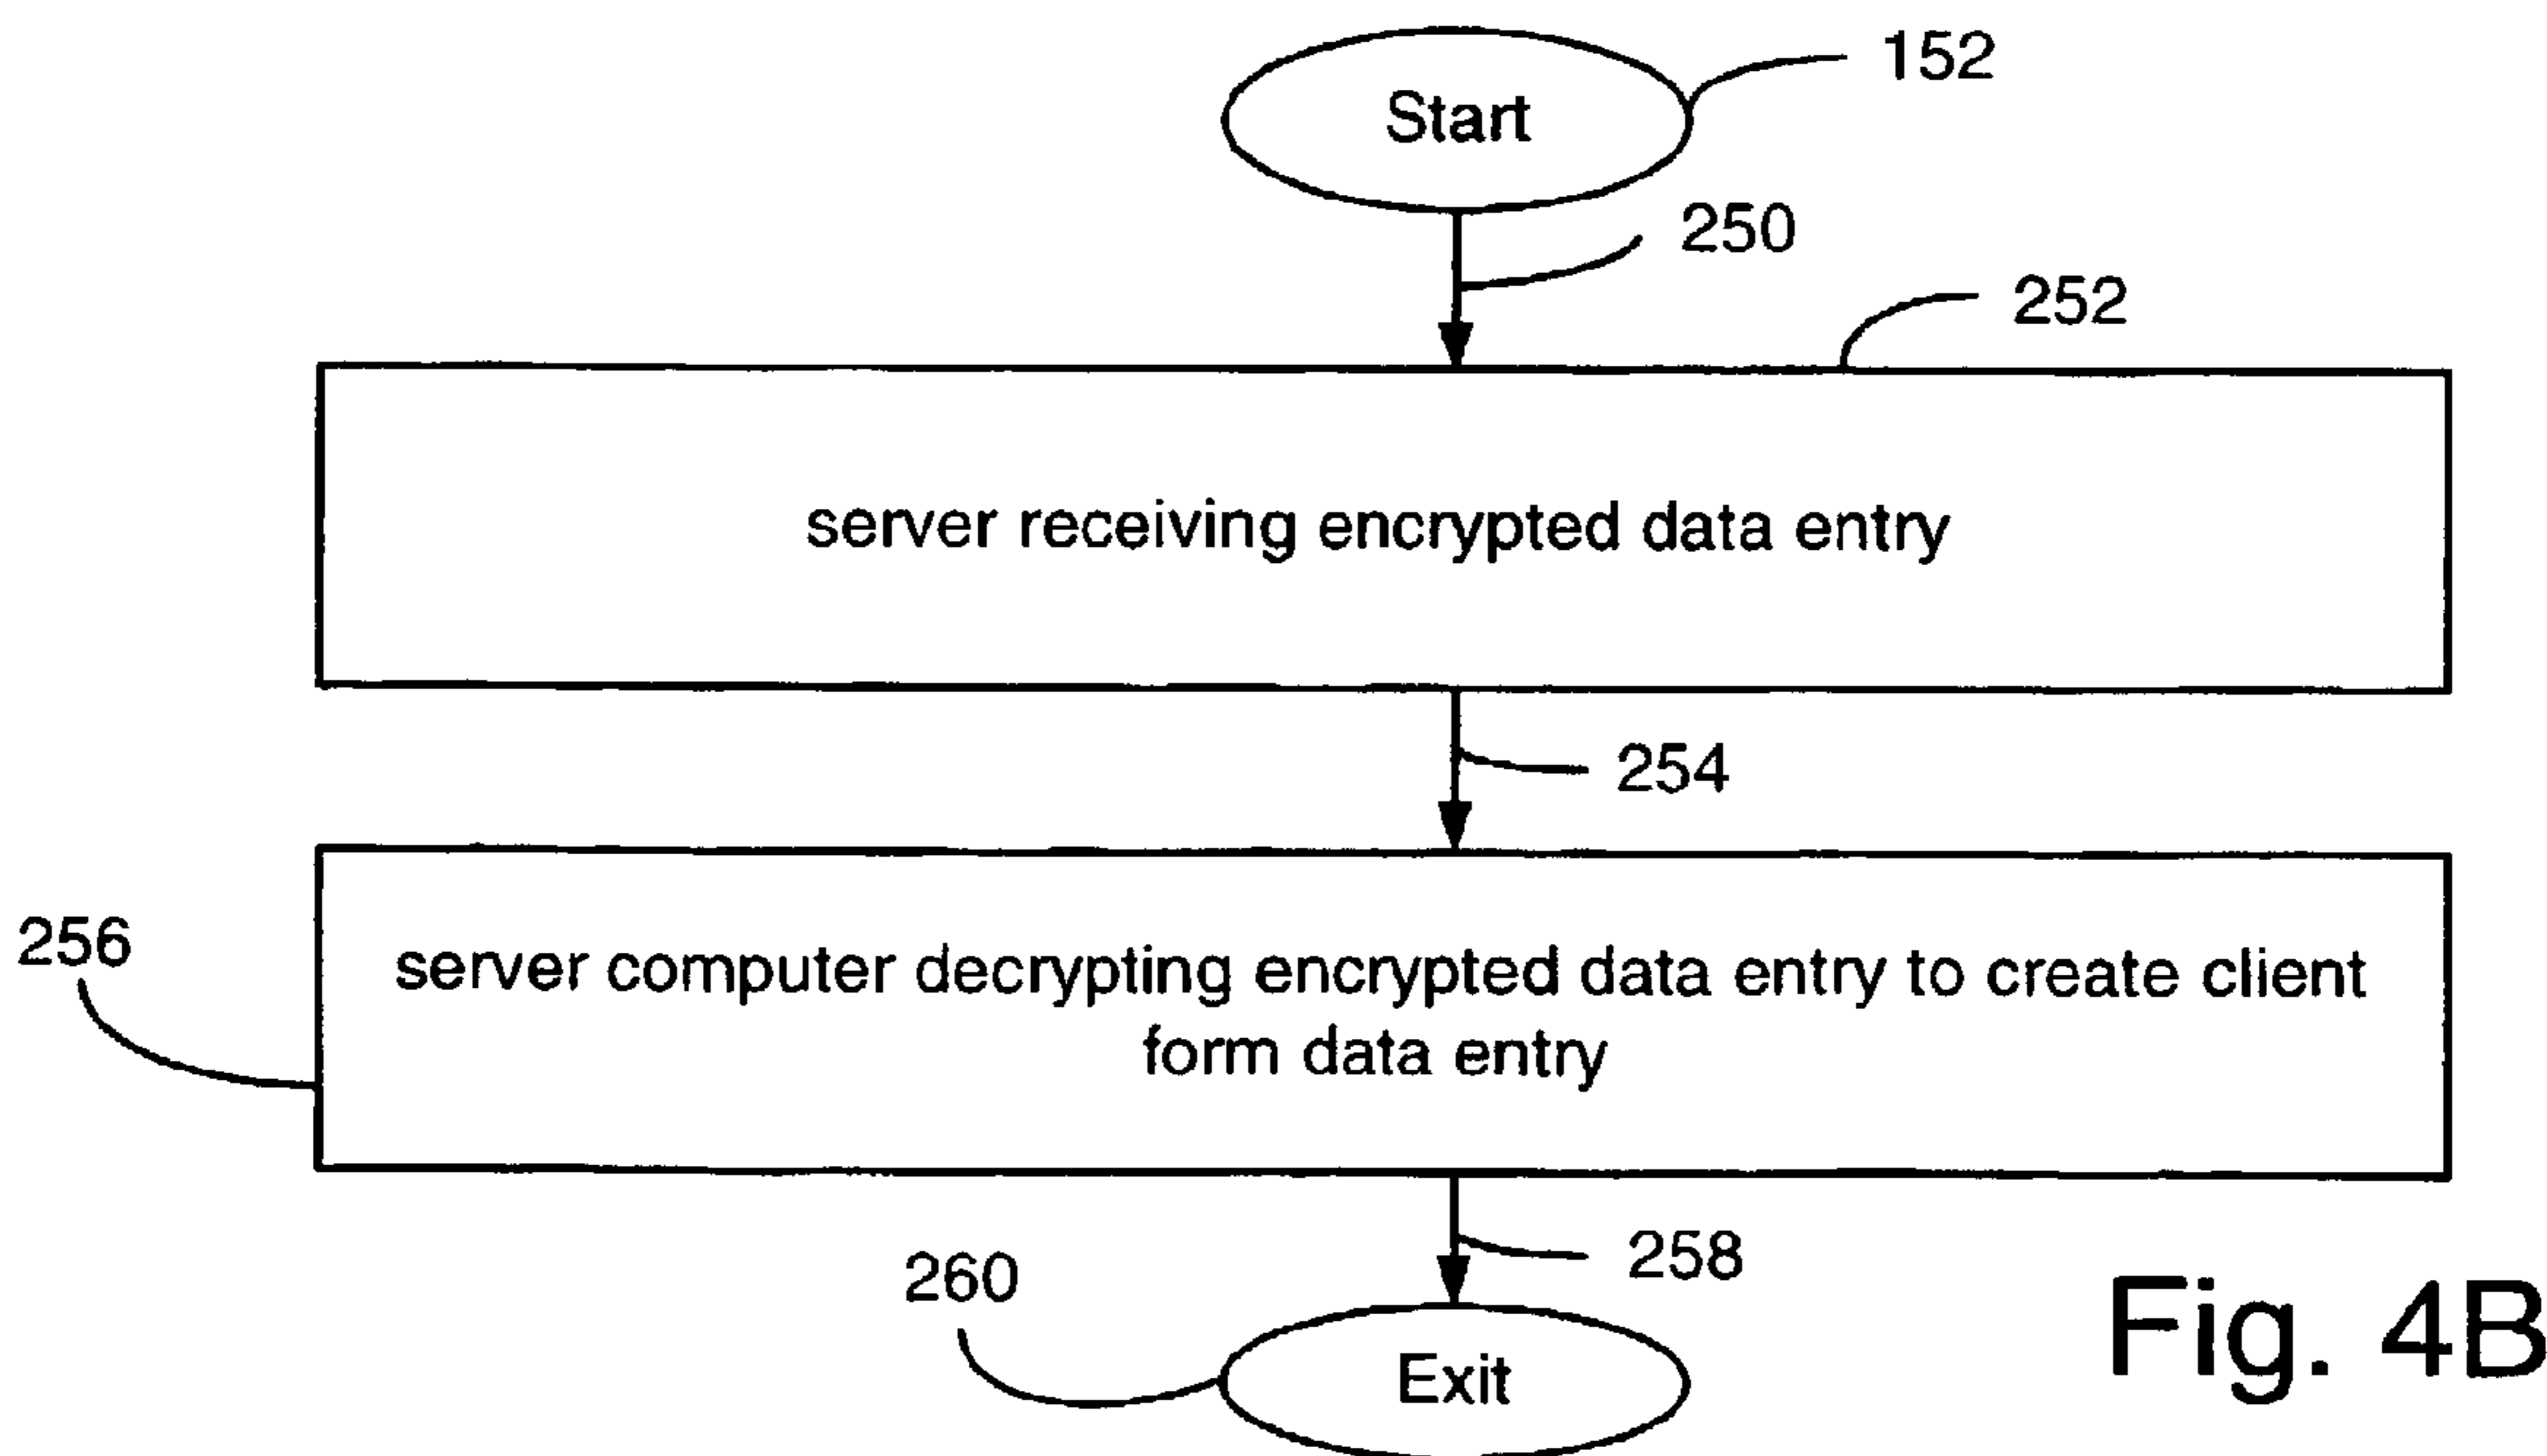 Start
152
250
252
server receiving encrypted data entry
254
256
server computer decrypting encrypted data entry to create client
form data entry
258
260
Exit
Fig. 4B